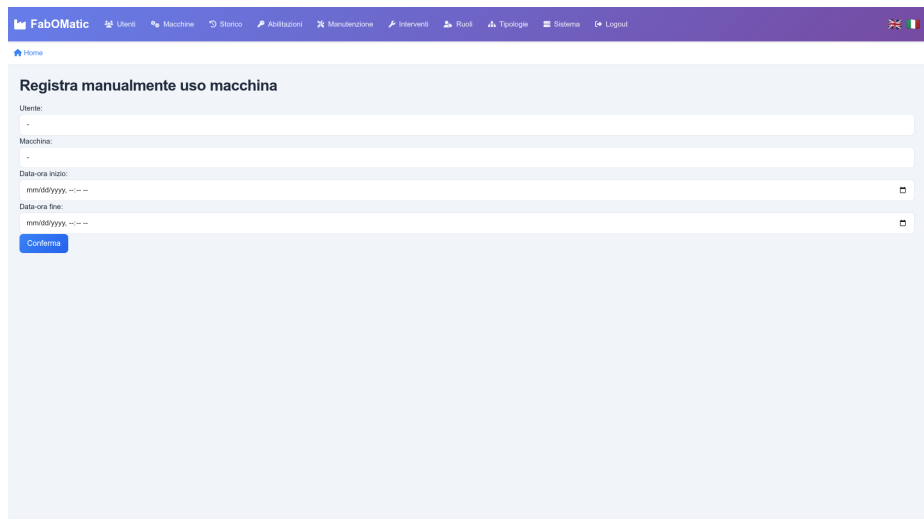 FabOMatic Utenti Macchine Storico Abilitazioni Manutenzione Interventi Ruoli Tipologie Sistema Logout
Home
Registra manualmente uso macchina
Utente:
-
Macchina:
-
Data-ora inizio:
mm/dd/yyyy, --:-- --
Data-ora fine:
mm/dd/yyyy, --:-- --
Conferma